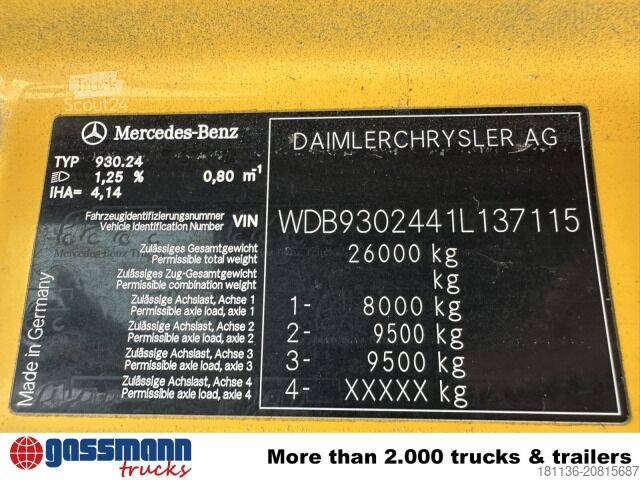 Truck
Scout24
Mercedes-Benz
DAIMLERCHRYSLER AG
TYP 930.24
1,25 % 0,80 m-1
iHA= 4,14
Fahrzeugidentifizierungsnummer
Vehicle Identification Number
VIN WDB9302441L137115
Zulässiges Gesamtgewicht
Permissible total weight
26000 kg
Zulässiges Zug-Gesamtgewicht
Permissible combination weight
kg
Zulässige Achslast, Achse 1
Permissible axle load, axle 1
1- 8000 kg
Zulässige Achslast, Achse 2
Permissible axle load, axle 2
2- 9500 kg
Zulässige Achslast, Achse 3
Permissible axle load, axle 3
3- 9500 kg
Zulässige Achslast, Achse 4
Permissible axle load, axle 4
4- XXXXX kg
Made in Germany
gassmann
trucks
More than 2.000 trucks & trailers
181136-20815687